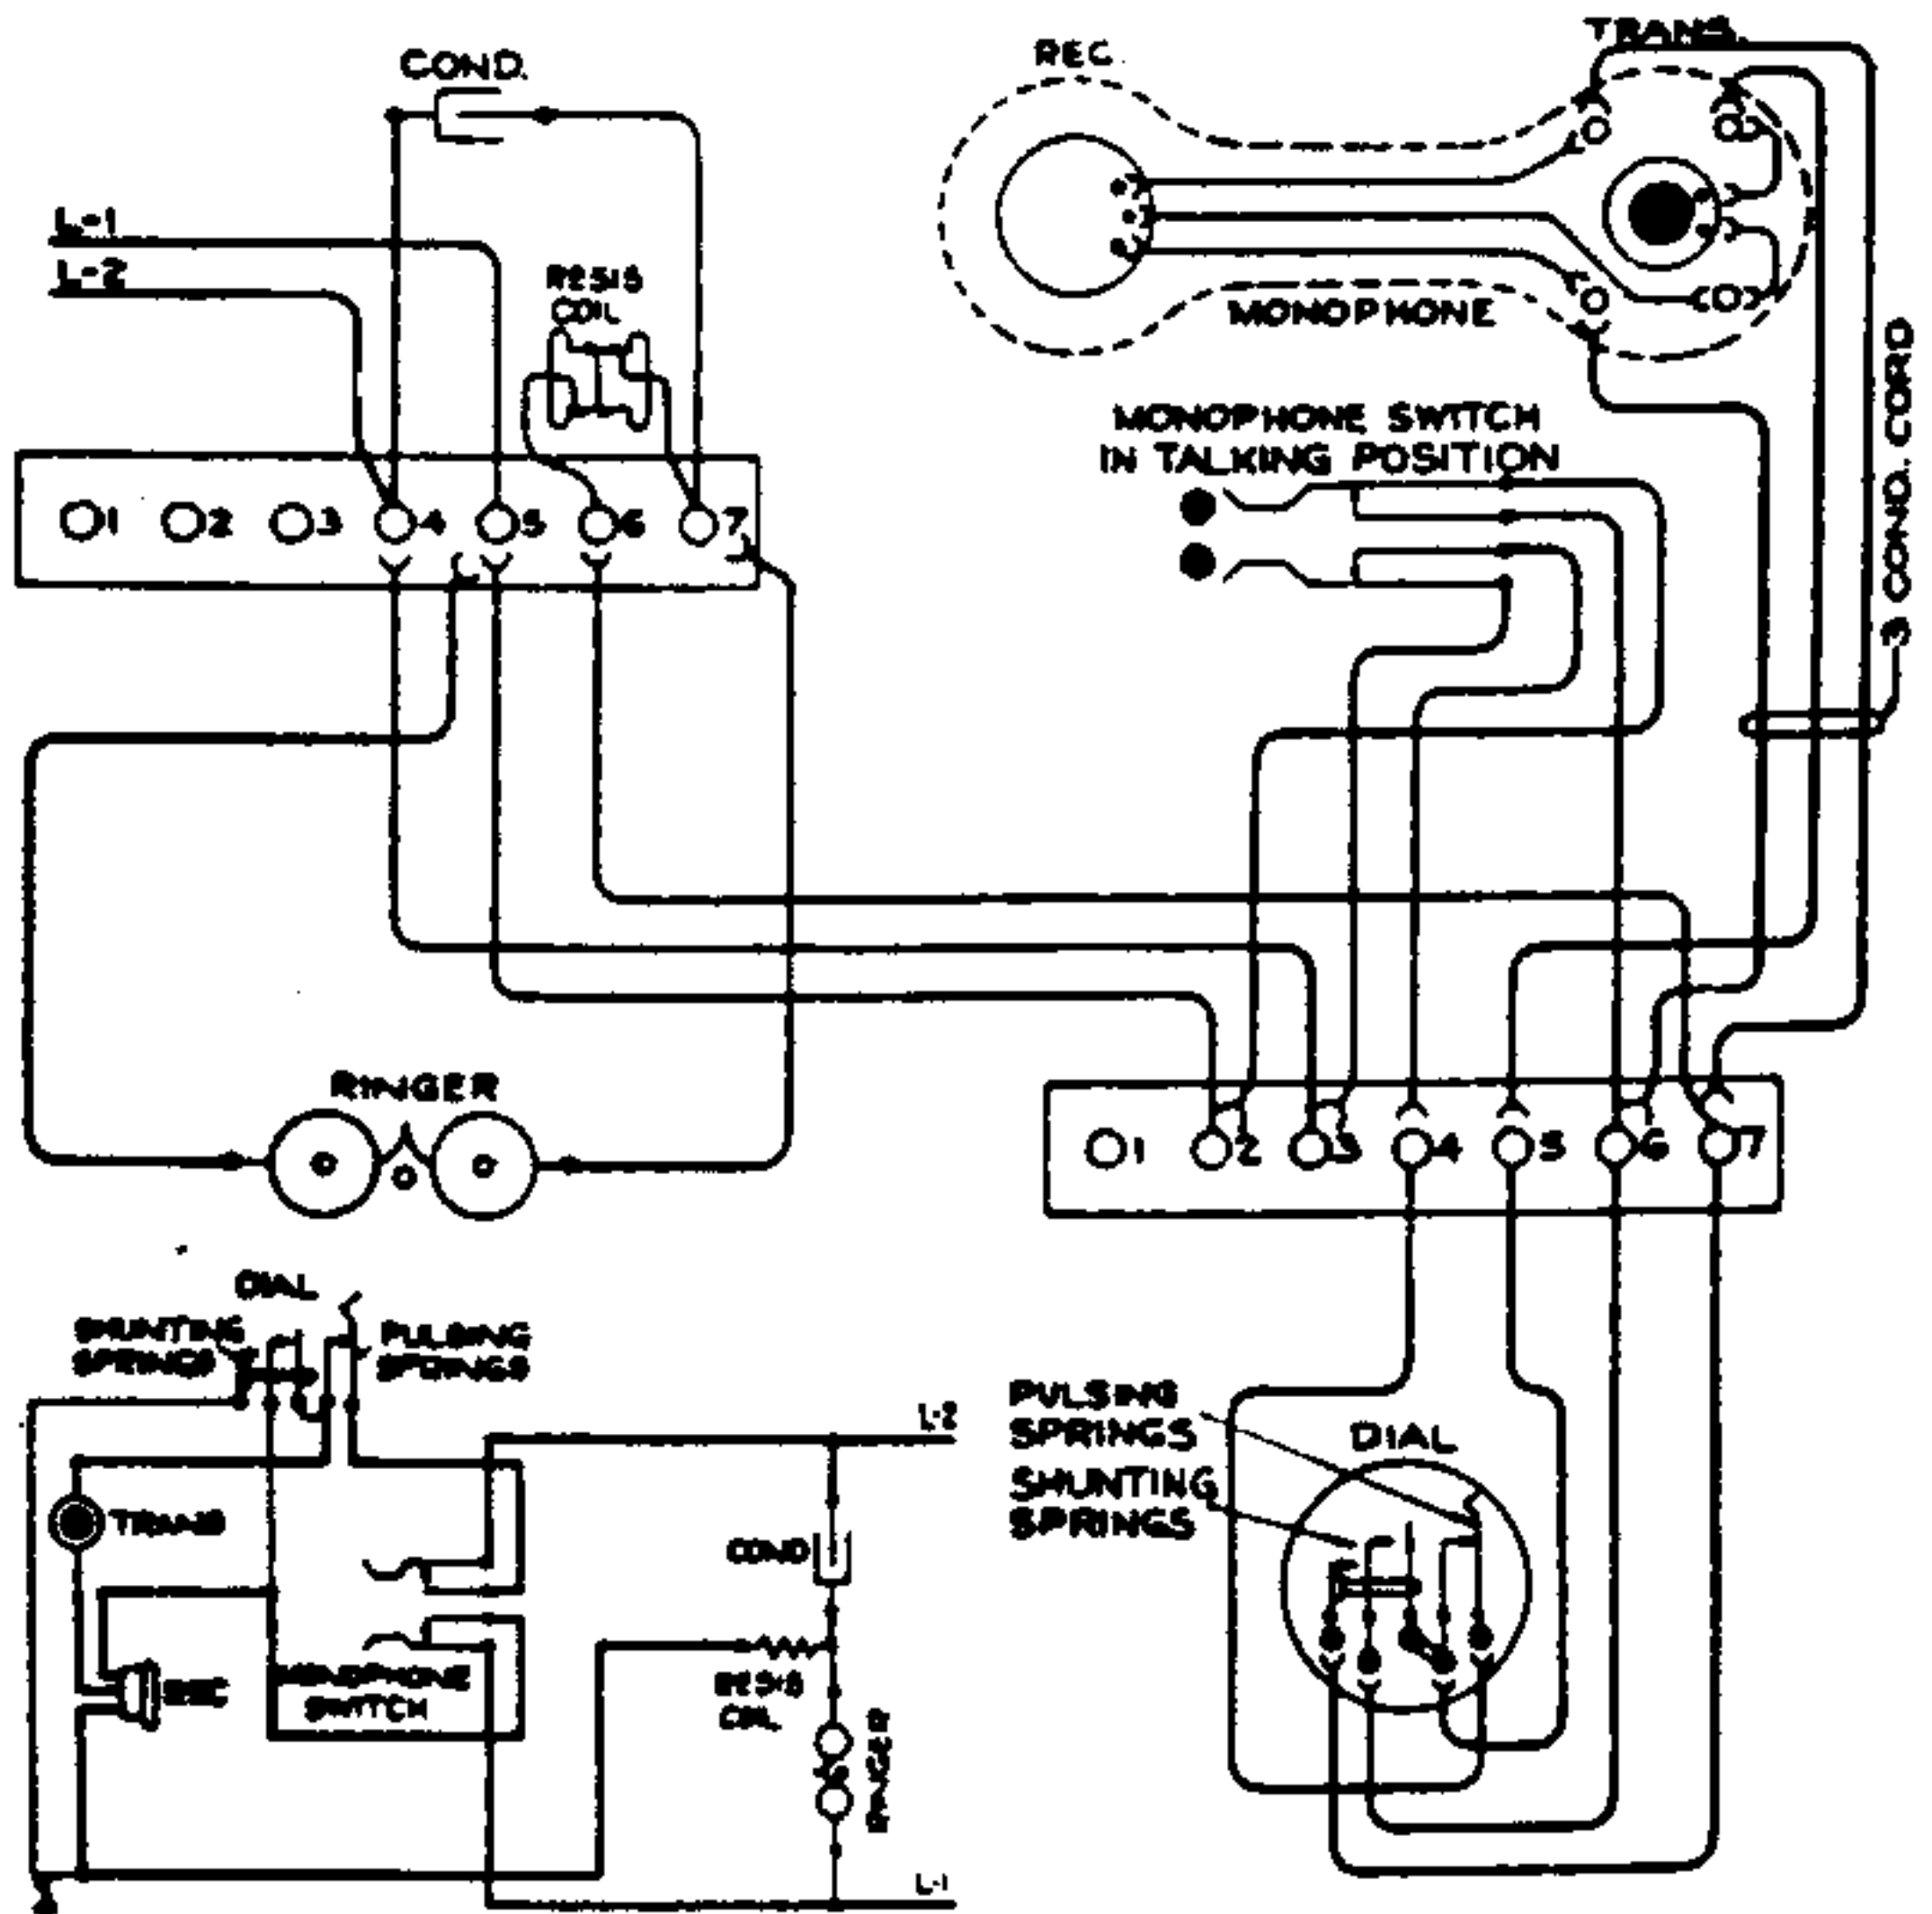 TRANS.
REC.
COND.
L-1
L-2
RESIS
COIL
MONOPHONE
3 COND. CORD
MONOPHONE SWITCH
IN TALKING POSITION
1 2 3 4 5 6 7
RINGER
1 2 3 4 5 6 7
DIAL
SHUNTING
SPRINGS
PULSING
SPRINGS
L-2
PULSING
SPRINGS
DIAL
SHUNTING
SPRINGS
TRANS
COND
REC
SWITCH
RESIS
COIL
RINGER
L-1